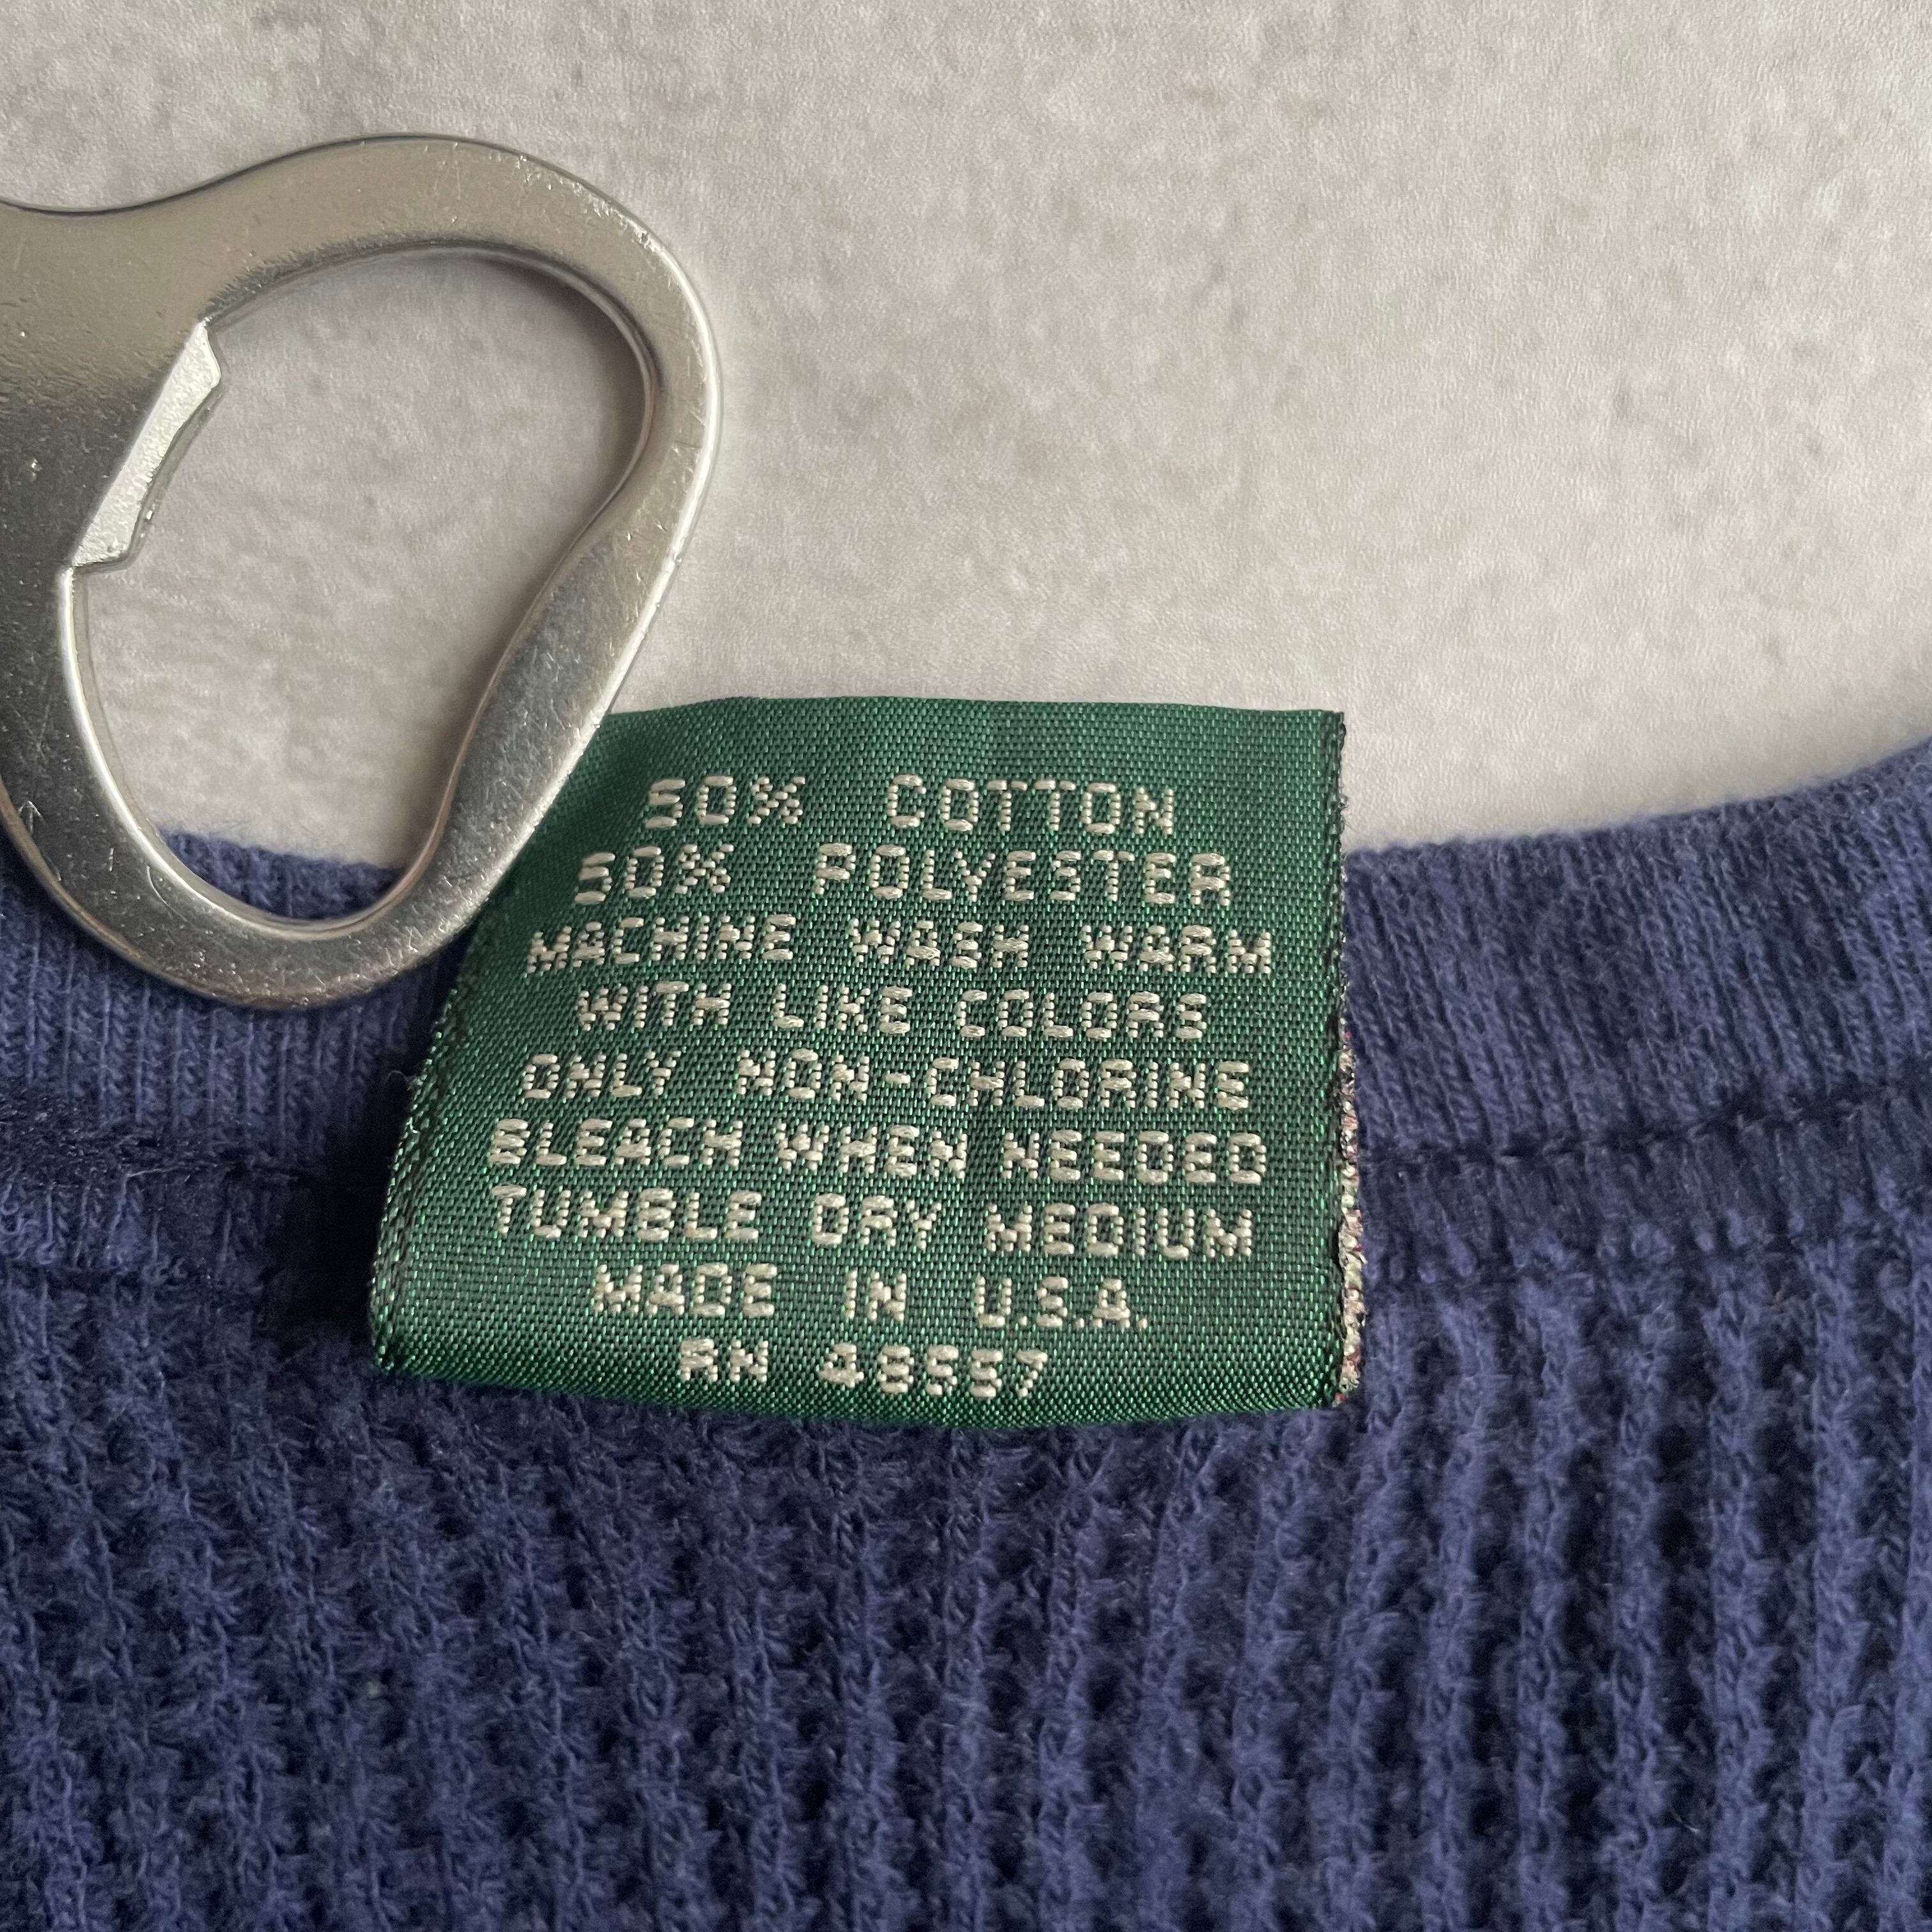 50% COTTON
50% POLYESTER
MACHINE WASH WARM
WITH LIKE COLORS
ONLY NON-CHLORINE
BLEACH WHEN NEEDED
TUMBLE DRY MEDIUM
MADE IN U.S.A.
RN